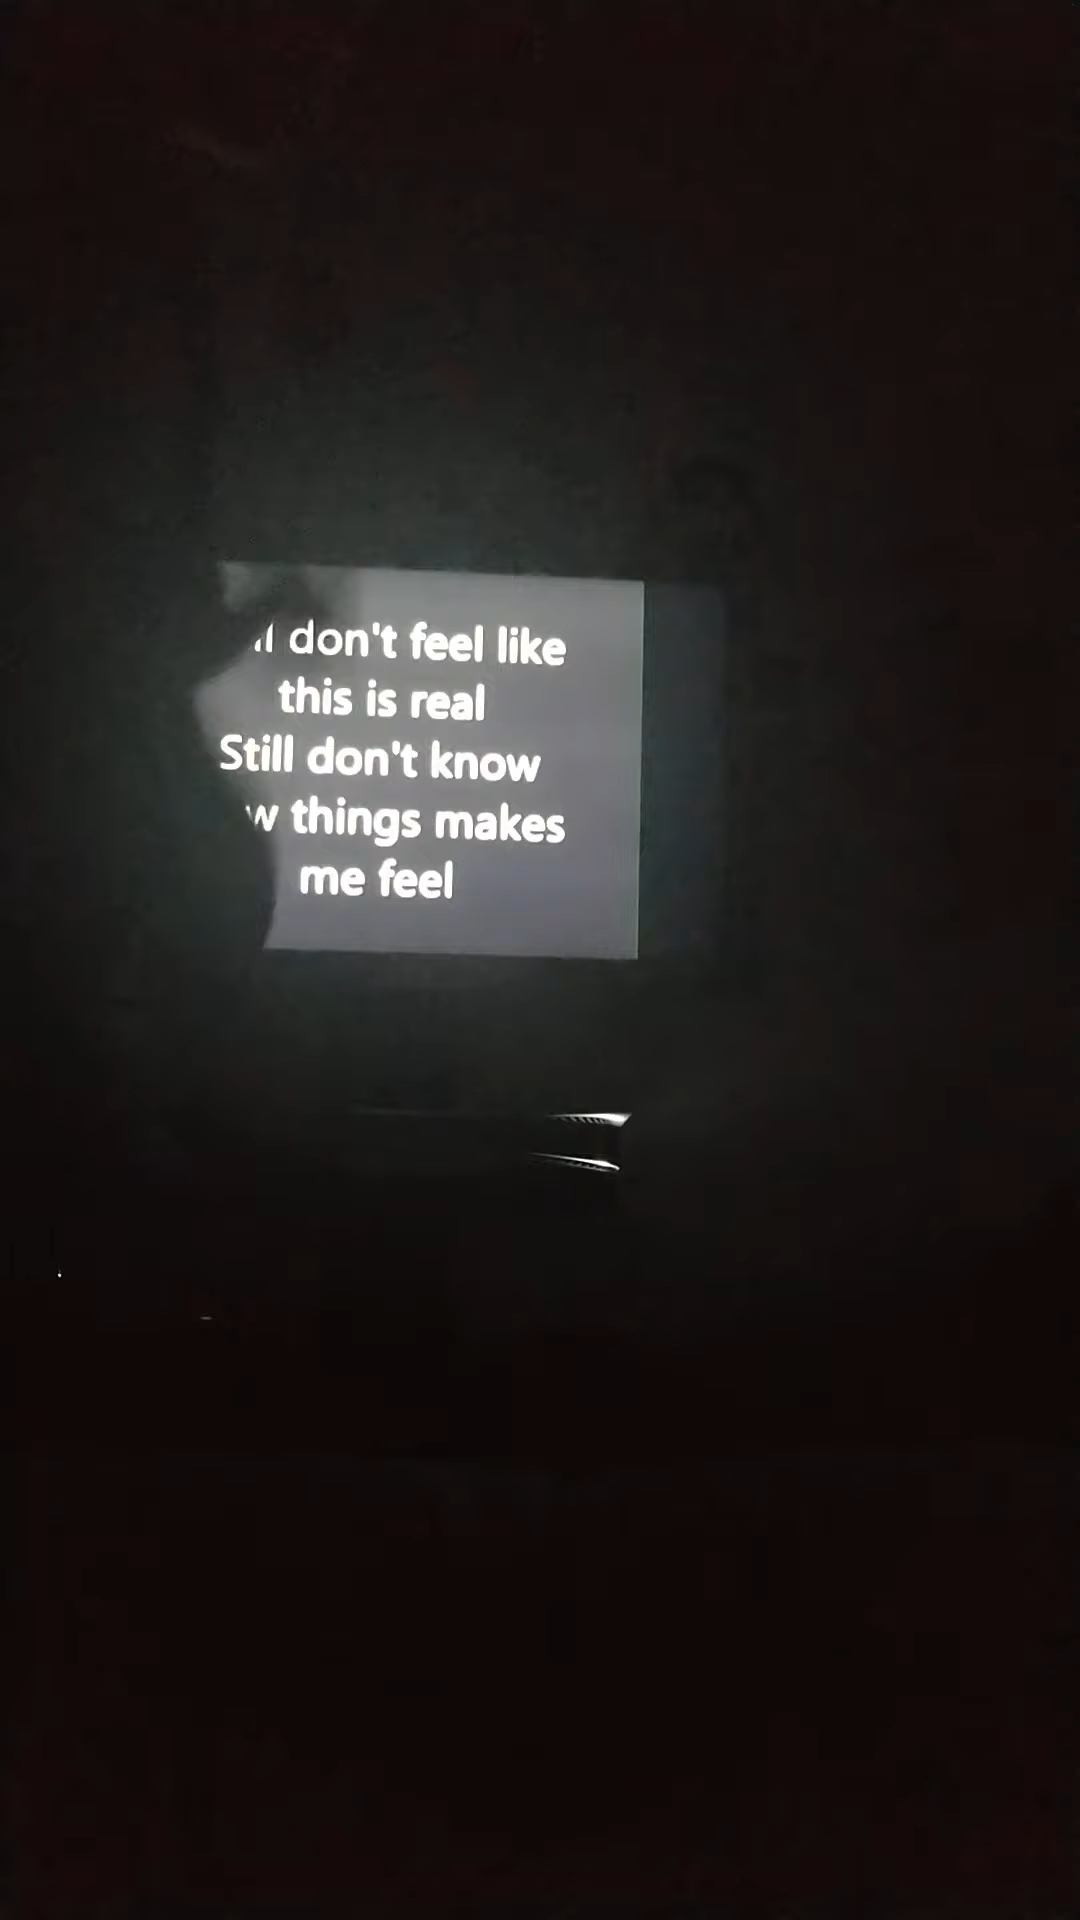 don't feel like
this is real
Still don't know
things makes
me feel